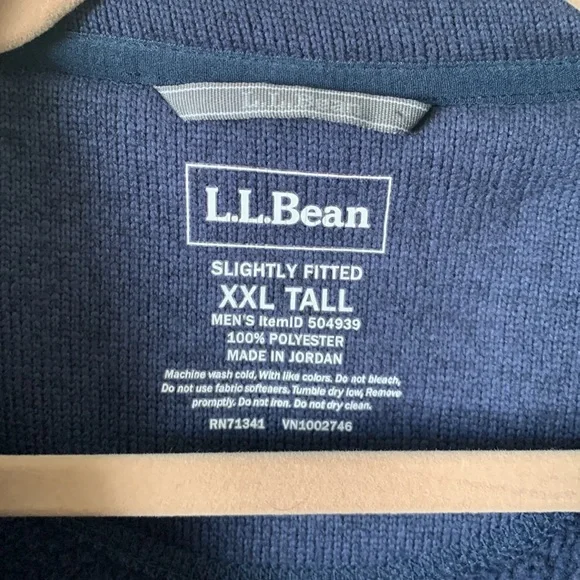 L.L.Bean
L.L.Bean
SLIGHTLY FITTED
XXL TALL
MEN'S ItemID 504939
100% POLYESTER
MADE IN JORDAN
Machine wash cold, With like colors. Do not bleach,
Do not use fabric softeners, Tumble dry low, Remove
promptly. Do not iron. Do not dry clean.
RN71341 VN1002746